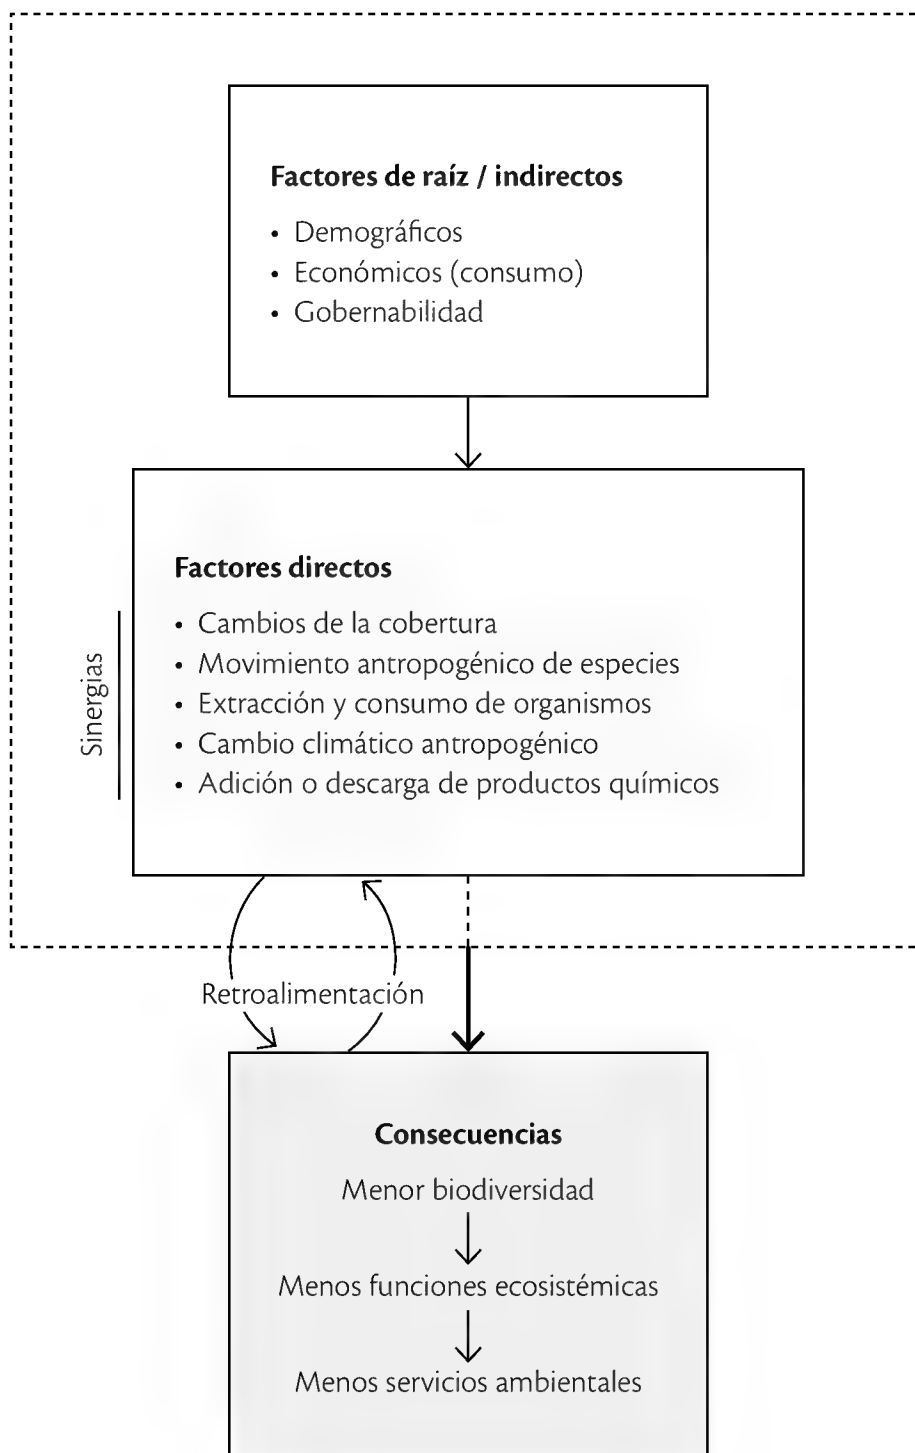 Factores de raíz / indirectos
• Demográficos
• Económicos (consumo)
• Gobernabilidad
Factores directos
• Cambios de la cobertura
• Movimiento antropogénico de especies
• Extracción y consumo de organismos
• Cambio climático antropogénico
• Adición o descarga de productos químicos
Sinergias
Retroalimentación
Consecuencias
Menor biodiversidad
Menos funciones ecosistémicas
Menos servicios ambientales